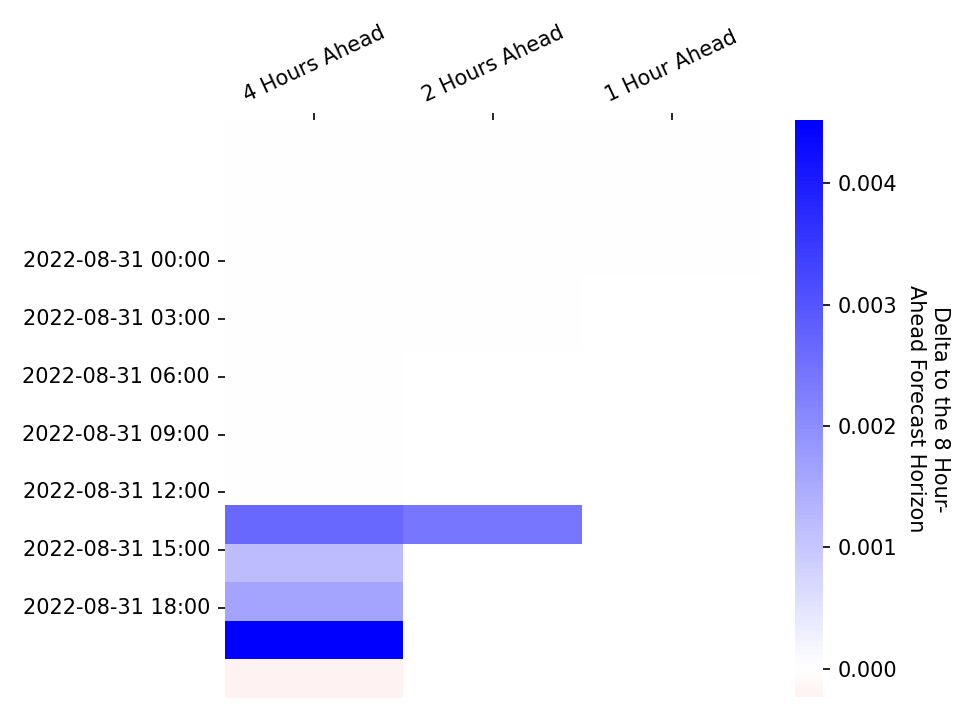 4 Hours Ahead
2 Hours Ahead
1 Hour Ahead
2022-08-31 00:00
2022-08-31 03:00
2022-08-31 06:00
2022-08-31 09:00
2022-08-31 12:00
2022-08-31 15:00
2022-08-31 18:00
0.004
0.003
0.002
0.001
0.000
Delta to the 8 Hour-
Ahead Forecast Horizon